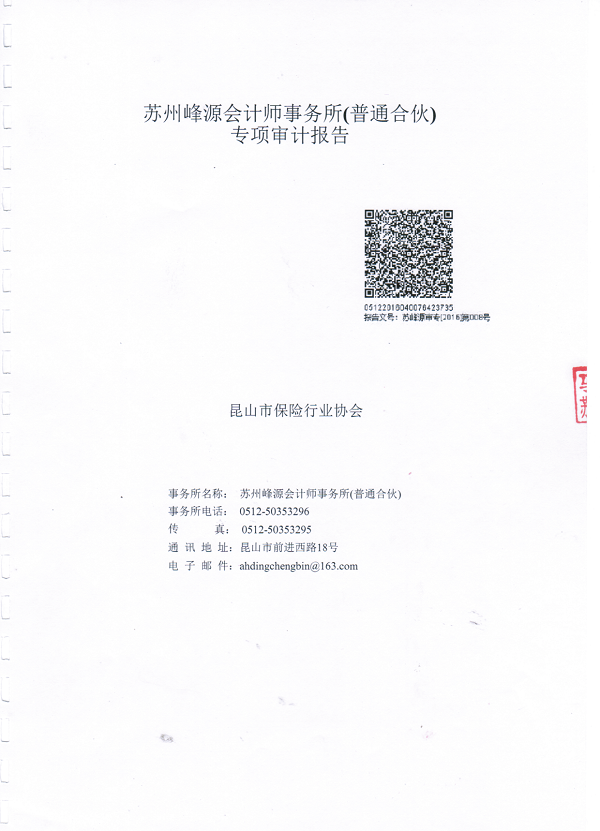 苏州峰源会计师事务所(普通合伙)
专项审计报告
05122016040076423735
报告文号：苏峰源审专[2016]第008号
昆山市保险行业协会
事务所名称： 苏州峰源会计师事务所(普通合伙)
事务所电话： 0512-50353296
传 真： 0512-50353295
通 讯 地 址：昆山市前进西路18号
电 子 邮 件：ahdingchengbin@163.com